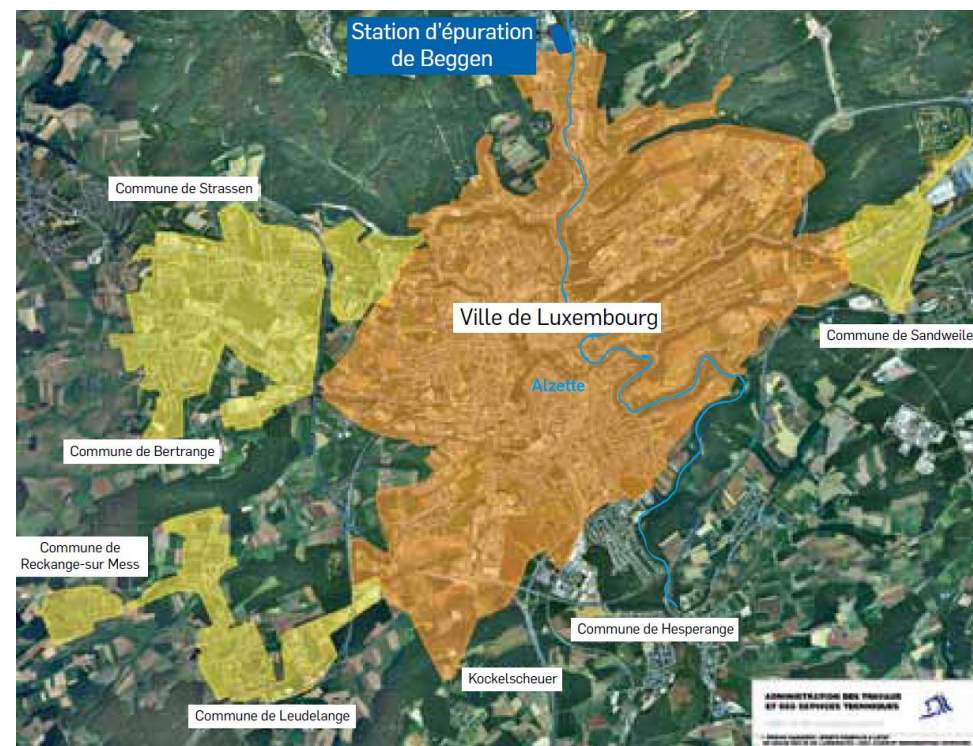 Station d'épuration
de Beggen
Commune de Strassen
Ville de Luxembourg
Commune de Sandweiler
Alzette
Commune de Bertrange
Commune de
Reckange-sur Mess
Commune de Hesperange
Kockelscheuer
Commune de Leudelange
ADMINISTRATION DES TRAVAUX
ET DES SERVICES TECHNIQUES